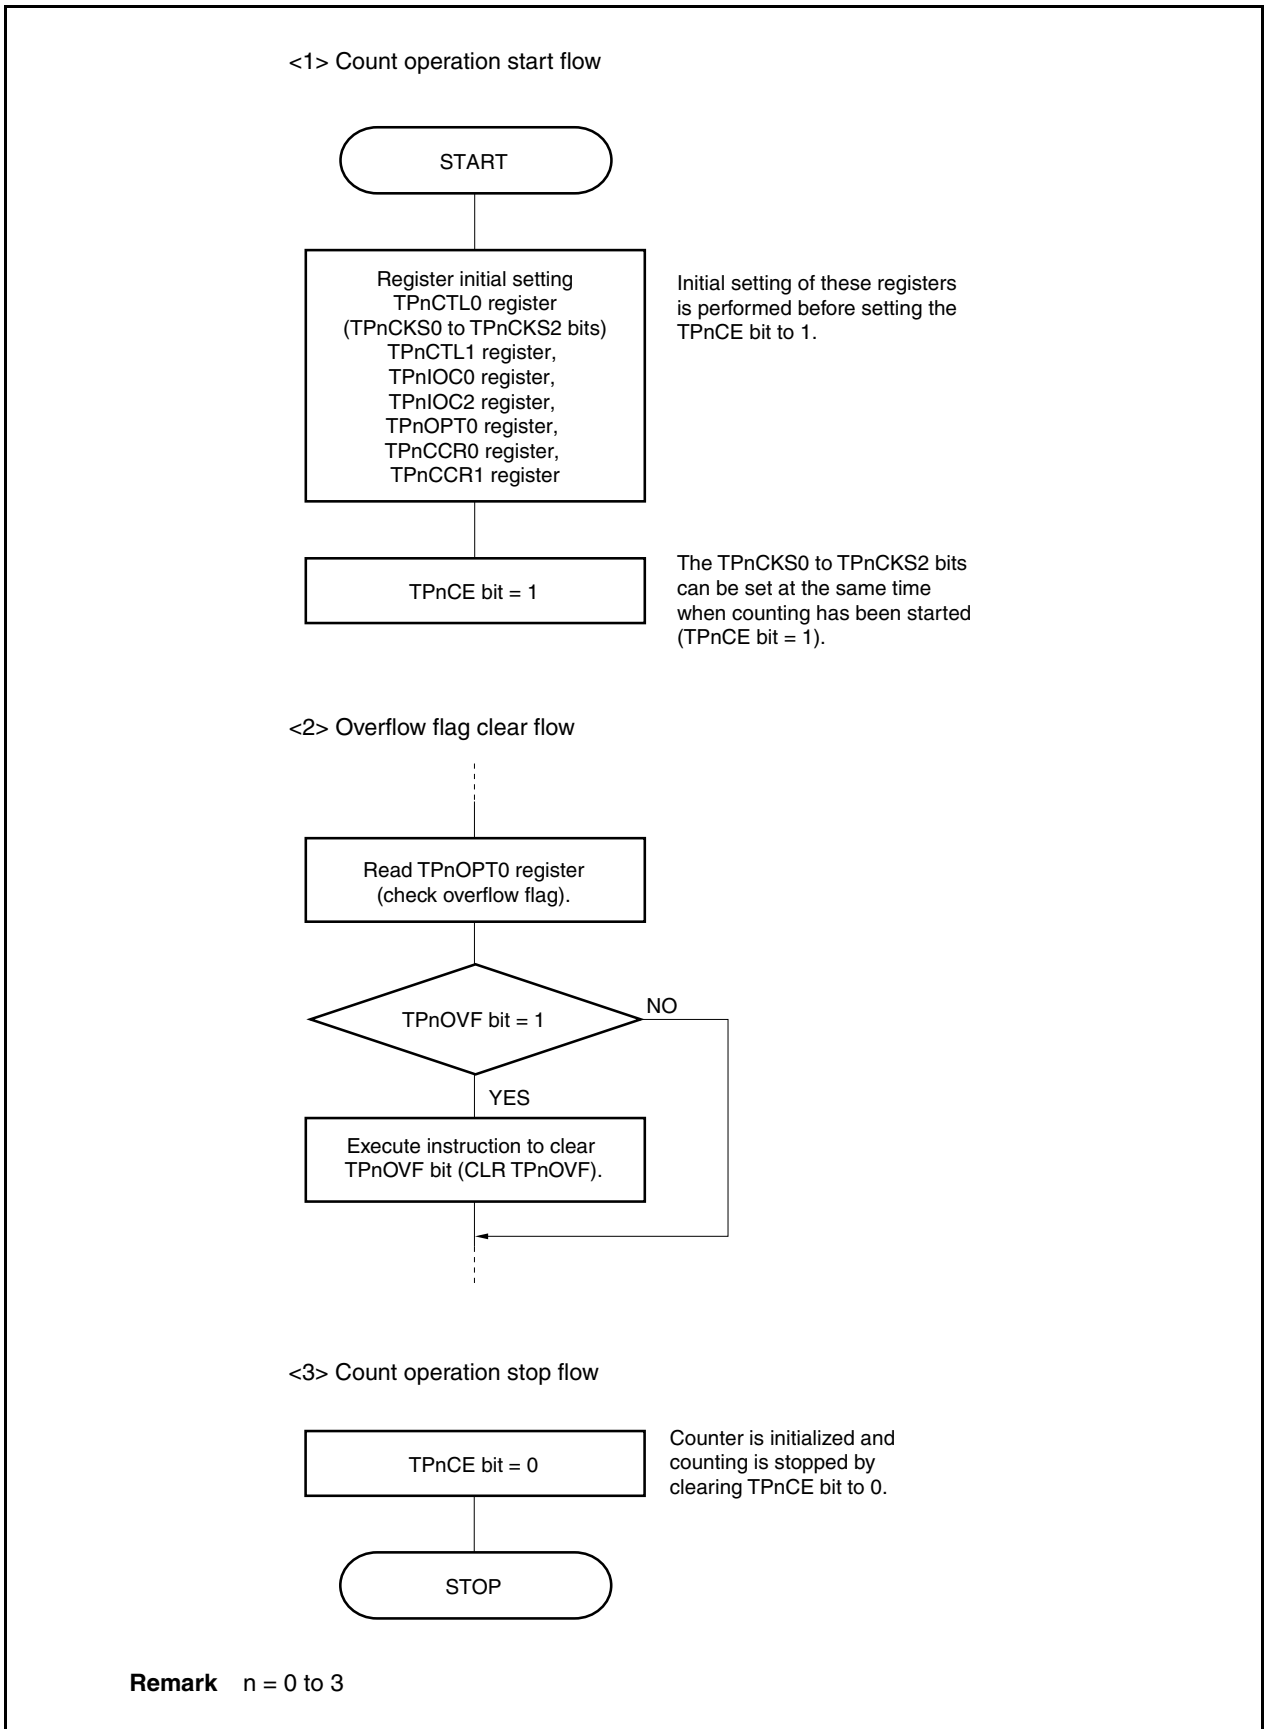 <1> Count operation start flow
START
Register initial setting
TPnCTL0 register
(TPnCKS0 to TPnCKS2 bits)
TPnCTL1 register,
TPnIOC0 register,
TPnIOC2 register,
TPnOPT0 register,
TPnCCR0 register,
TPnCCR1 register
Initial setting of these registers
is performed before setting the
TPnCE bit to 1.
TPnCE bit = 1
The TPnCKS0 to TPnCKS2 bits
can be set at the same time
when counting has been started
(TPnCE bit = 1).
<2> Overflow flag clear flow
Read TPnOPT0 register
(check overflow flag).
TPnOVF bit = 1
NO
YES
Execute instruction to clear
TPnOVF bit (CLR TPnOVF).
<3> Count operation stop flow
TPnCE bit = 0
Counter is initialized and
counting is stopped by
clearing TPnCE bit to 0.
STOP
Remark n = 0 to 3